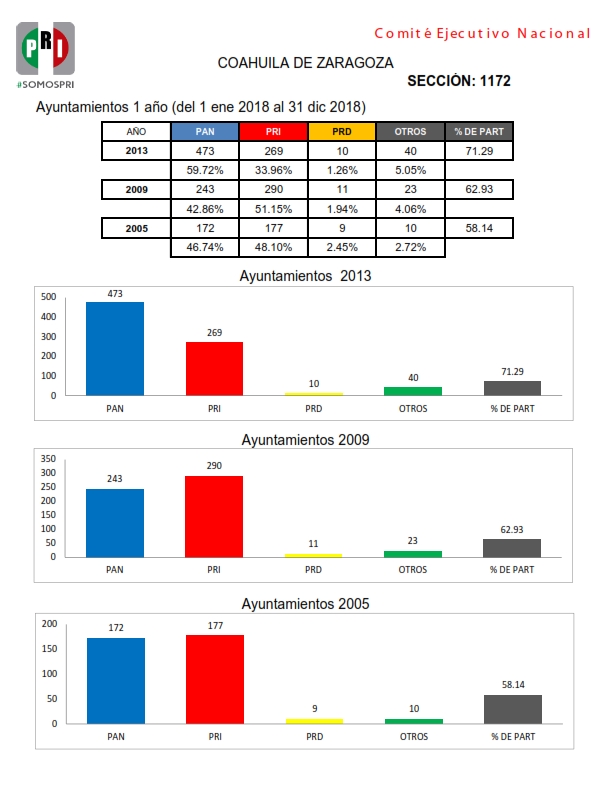 PRI
#SOMOSPRI
Comité Ejecutivo Nacional
COAHUILA DE ZARAGOZA
SECCIÓN: 1172
Ayuntamientos 1 año (del 1 ene 2018 al 31 dic 2018)
AÑO PAN PRI PRD OTROS % DE PART
2013 473 269 10 40 71.29
59.72% 33.96% 1.26% 5.05%
2009 243 290 11 23 62.93
42.86% 51.15% 1.94% 4.06%
2005 172 177 9 10 58.14
46.74% 48.10% 2.45% 2.72%
Ayuntamientos 2013
500
400
300
200
100
0
473
269
10
40
71.29
PAN PRI PRD OTROS % DE PART
Ayuntamientos 2009
350
300
250
200
150
100
50
0
243
290
11
23
62.93
PAN PRI PRD OTROS % DE PART
Ayuntamientos 2005
200
150
100
50
0
172
177
9
10
58.14
PAN PRI PRD OTROS % DE PART